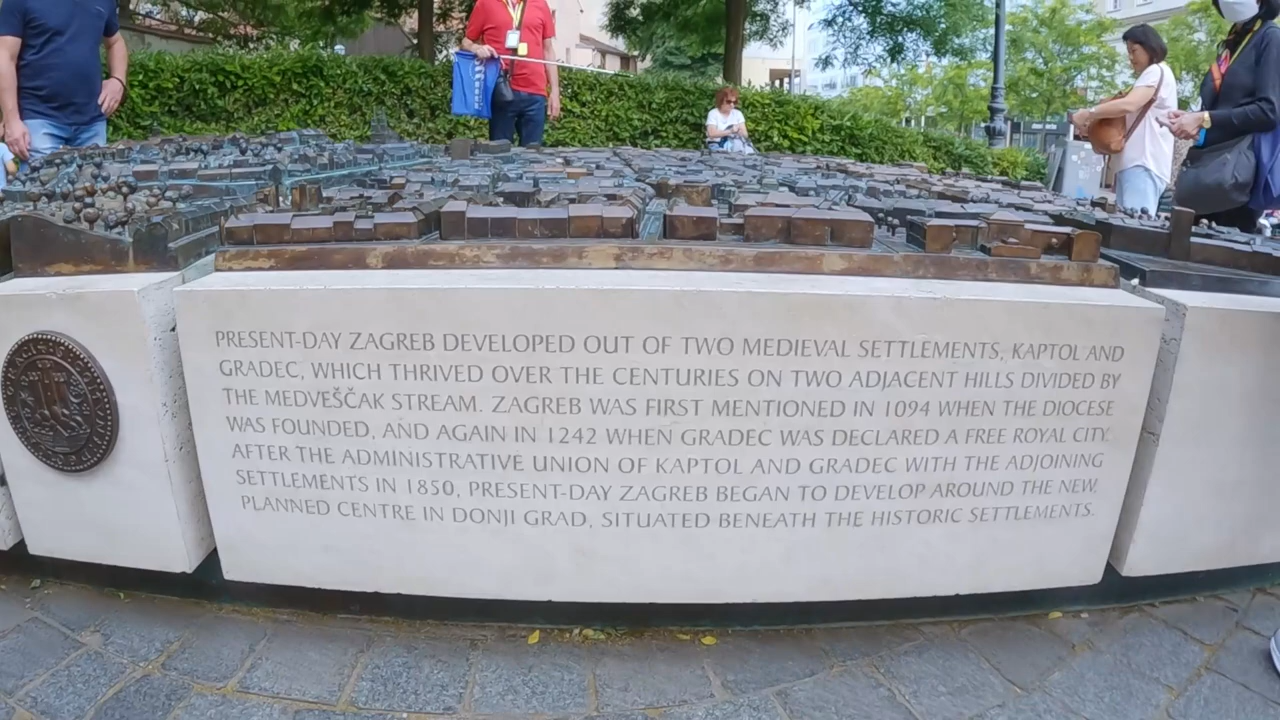 PRESENT-DAY ZAGREB DEVELOPED OUT OF TWO MEDIEVAL SETTLEMENTS, KAPTOL AND
GRADEC, WHICH THRIVED OVER THE CENTURIES ON TWO ADJACENT HILLS DIVIDED BY
THE MEDVEŠČAK STREAM. ZAGREB WAS FIRST MENTIONED IN 1094 WHEN THE DIOCESE
WAS FOUNDED, AND AGAIN IN 1242 WHEN GRADEC WAS DECLARED A FREE ROYAL CITY.
AFTER THE ADMINISTRATIVE UNION OF KAPTOL AND GRADEC WITH THE ADJOINING
SETTLEMENTS IN 1850, PRESENT-DAY ZAGREB BEGAN TO DEVELOP AROUND THE NEW,
PLANNED CENTRE IN DONJI GRAD, SITUATED BENEATH THE HISTORIC SETTLEMENTS.